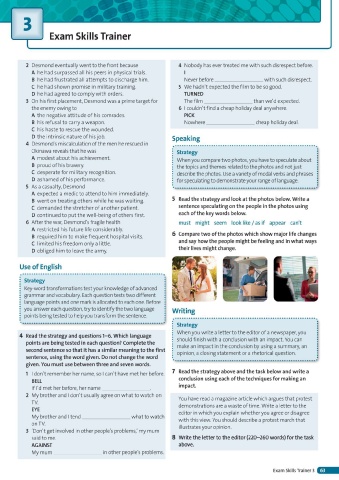 3
Exam Skills Trainer
2 Desmond eventually went to the front because
A he had surpassed all his peers in physical trials.
B he had frustrated all attempts to discharge him.
C he had shown promise in military training.
D he had agreed to comply with orders.
3 On his first placement, Desmond was a prime target for
the enemy owing to
A the negative attitude of his comrades.
B his refusal to carry a weapon.
C his haste to rescue the wounded.
D the intrinsic nature of his job.
4 Desmond's miscalculation of the men he rescued in
Okinawa reveals that he was
A modest about his achievement.
B proud of his bravery.
C desperate for military recognition.
D ashamed of his performance.
5 As a casualty, Desmond
A expected a medic to attend to him immediately.
B went on treating others while he was waiting.
C demanded the stretcher of another patient.
D continued to put the well-being of others first.
6 After the war, Desmond's fragile health
A restricted his future life considerably.
B required him to make frequent hospital visits.
C limited his freedom only a little.
D obliged him to leave the army.
Use of English
Strategy
Key word transformations test your knowledge of advanced
grammar and vocabulary. Each question tests two different
language points and one mark is allocated to each one. Before
you answer each question, try to identify the two language
points being tested to help you transform the sentence.
4 Read the strategy and questions 1–6. Which language
points are being tested in each question? Complete the
second sentence so that it has a similar meaning to the first
sentence, using the word given. Do not change the word
given. You must use between three and seven words.
1 I don't remember her name, so I can't have met her before.
BELL
If I'd met her before, her name ______.
2 My brother and I don't usually agree on what to watch on
TV.
EYE
My brother and I tend ______ what to watch
on TV.
3 'Don't get involved in other people's problems,' my mum
said to me.
AGAINST
My mum ______ in other people's problems.
4 Nobody has ever treated me with such disrespect before.
I
Never before ______ with such disrespect.
5 We hadn't expected the film to be so good.
TURNED
The film ______ than we'd expected.
6 I couldn't find a cheap holiday deal anywhere.
PICK
Nowhere ______ cheap holiday deal.
Speaking
Strategy
When you compare two photos, you have to speculate about
the topics and themes related to the photos and not just
describe the photos. Use a variety of modal verbs and phrases
for speculating to demonstrate your range of language.
5 Read the strategy and look at the photos below. Write a
sentence speculating on the people in the photos using
each of the key words below.
must might seem look like / as if appear can't
6 Compare two of the photos which show major life changes
and say how the people might be feeling and in what ways
their lives might change.
Writing
Strategy
When you write a letter to the editor of a newspaper, you
should finish with a conclusion with an impact. You can
make an impact in the conclusion by using a summary, an
opinion, a closing statement or a rhetorical question.
7 Read the strategy above and the task below and write a
conclusion using each of the techniques for making an
impact.
You have read a magazine article which argues that protest
demonstrations are a waste of time. Write a letter to the
editor in which you explain whether you agree or disagree
with this view. You should describe a protest march that
illustrates your opinion.
8 Write the letter to the editor (220–260 words) for the task
above.
Exam Skills Trainer 3